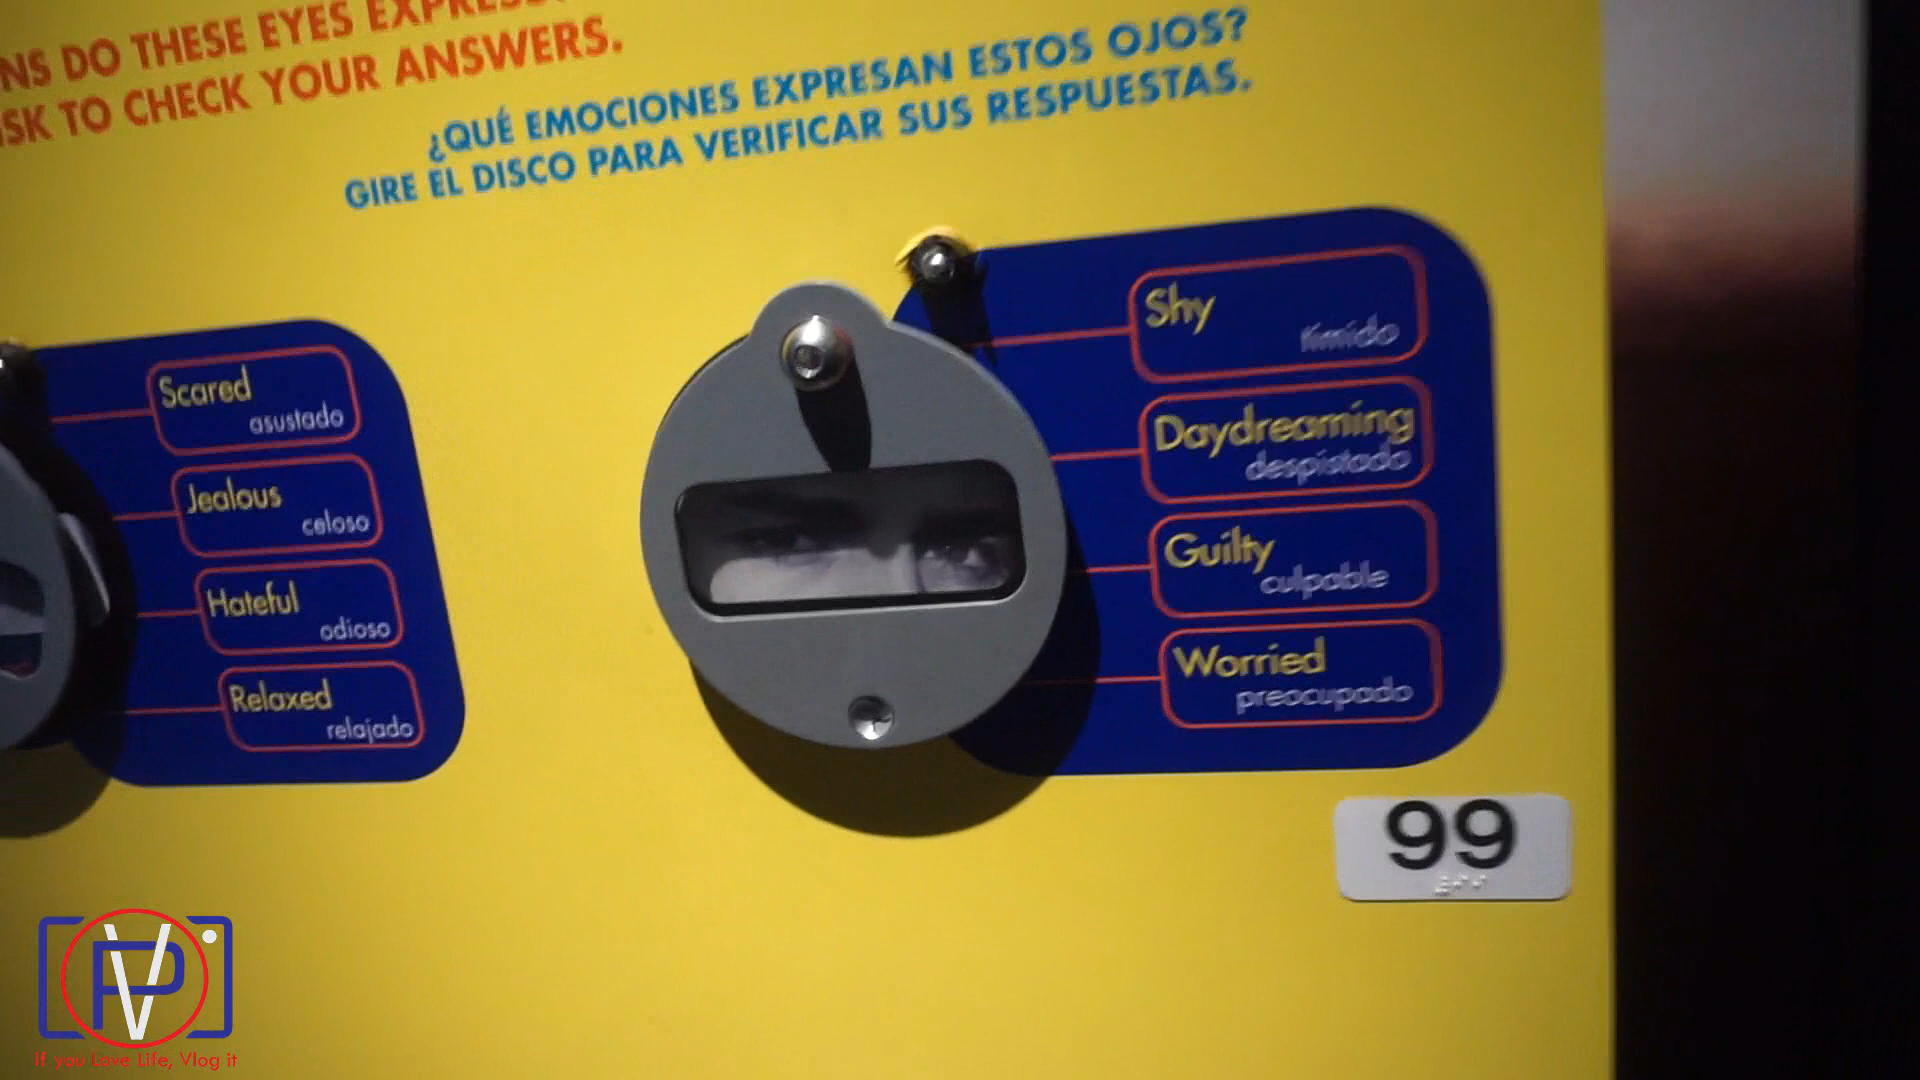 NS DO THESE EYES EXPRESS
SK TO CHECK YOUR ANSWERS.
¿QUÉ EMOCIONES EXPRESAN ESTOS OJOS?
GIRE EL DISCO PARA VERIFICAR SUS RESPUESTAS.
Scared
asustado
Jealous
celoso
Hateful
odioso
Relaxed
relajado
Shy
tímido
Daydreaming
despistado
Guilty
culpable
Worried
preocupado
99
VP
If you Love Life, Vlog it